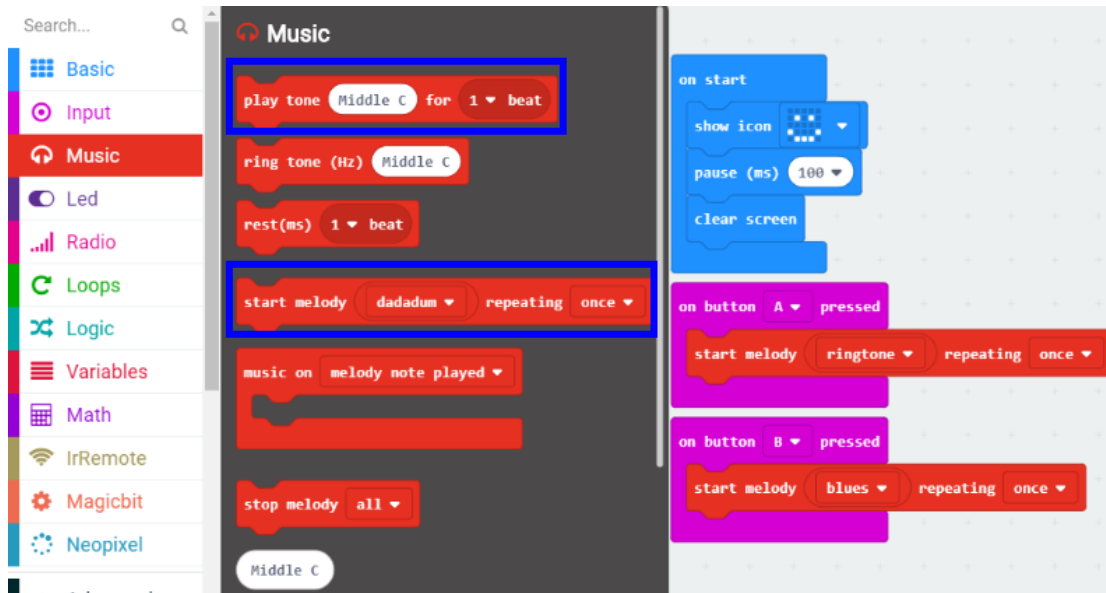 Search...
Basic
Input
Music
Led
Radio
Loops
Logic
Variables
Math
IrRemote
Magicbit
Neopixel
Music
play tone Middle C for 1 beat
ring tone (Hz) Middle C
rest(ms) 1 beat
start melody dadadum repeating once
music on melody note played
stop melody all
Middle C
on start
show icon
pause (ms) 100
clear screen
on button A pressed
start melody ringtone repeating once
on button B pressed
start melody blues repeating once